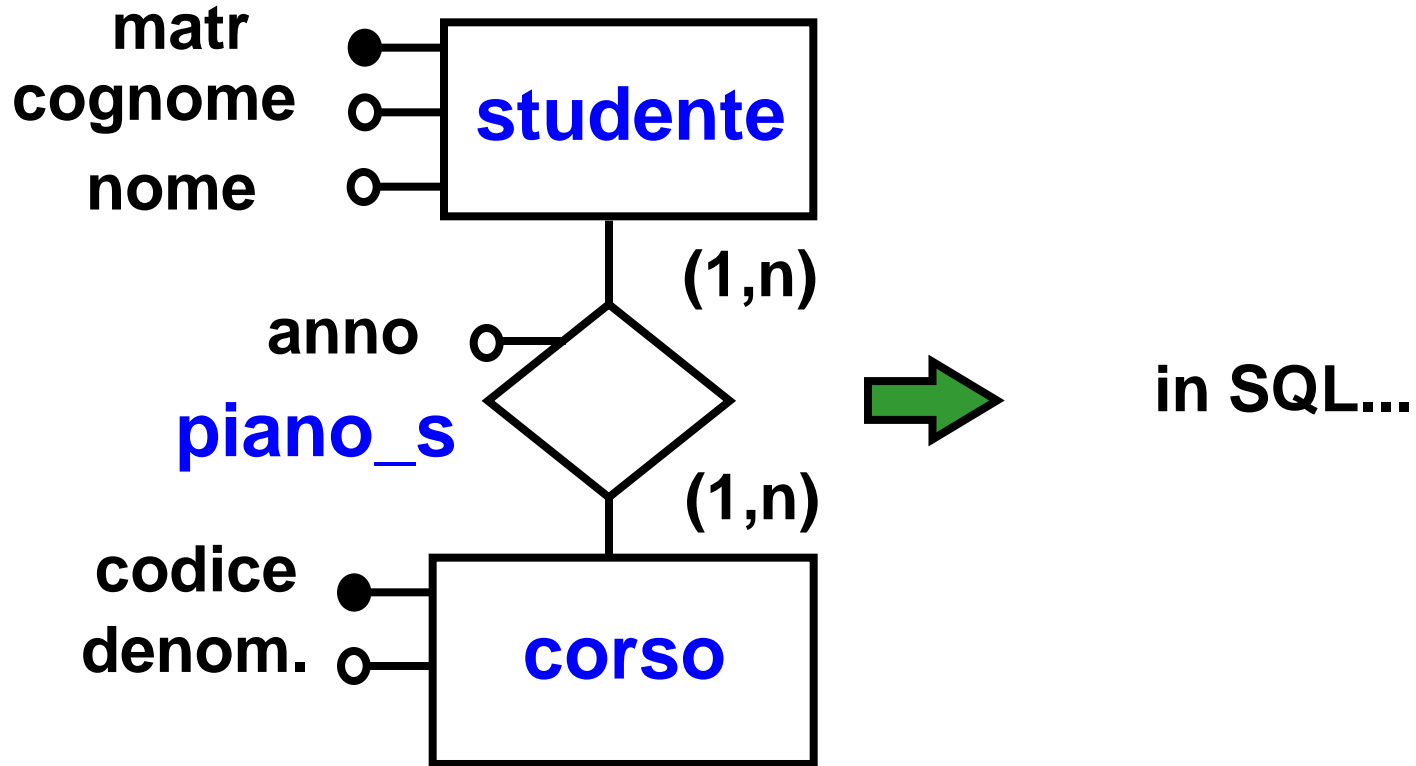 matr
cognome
nome
studente
(1,n)
anno
piano_s
in SQL...
(1,n)
codice
denom.
corso